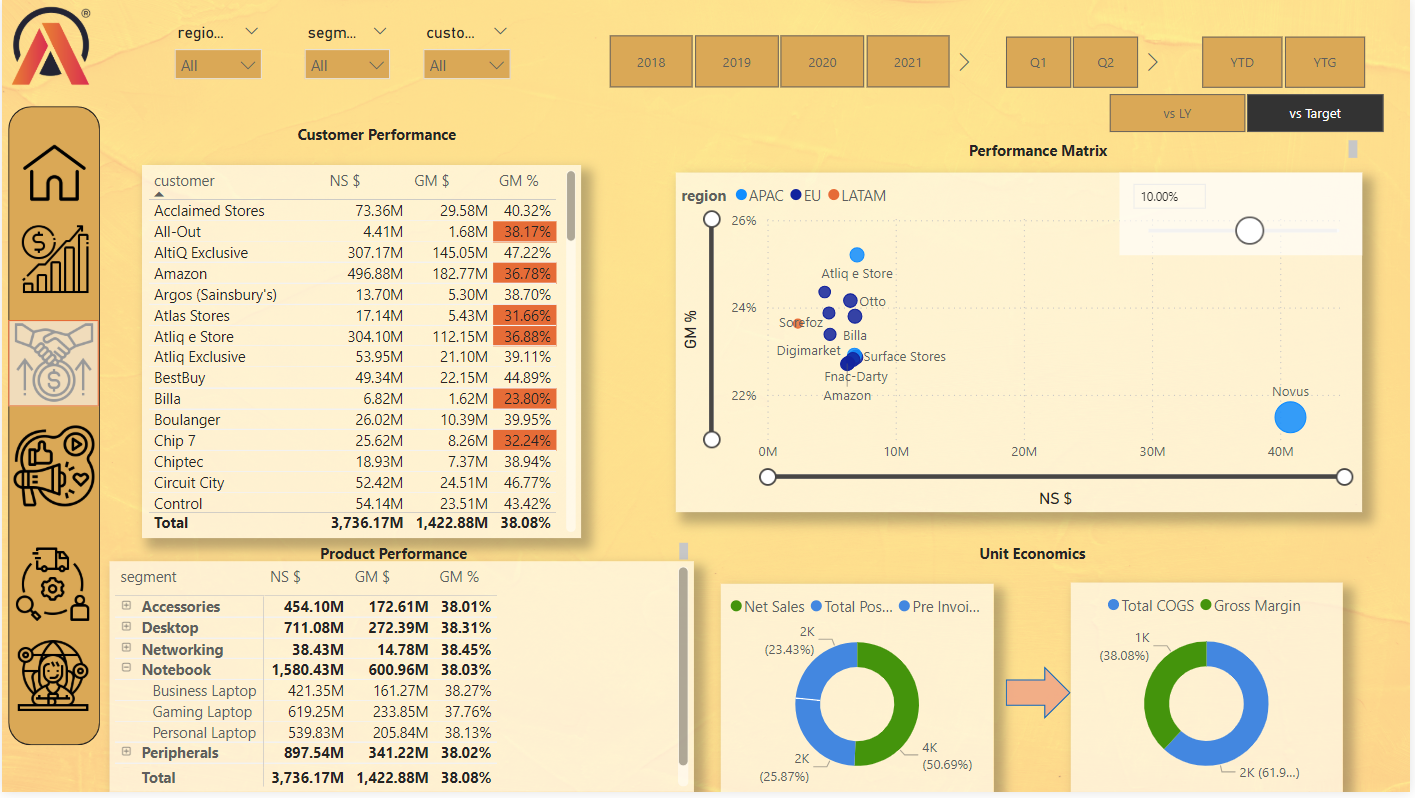 ®
regio... segm... custo...
All All All
2018 2019 2020 2021 Q1 Q2 YTD YTG
vs LY vs Target
Customer Performance
customer NS $ GM $ GM %
Acclaimed Stores 73.36M 29.58M 40.32%
All-Out 4.41M 1.68M 38.17%
AltiQ Exclusive 307.17M 145.05M 47.22%
Amazon 496.88M 182.77M 36.78%
Argos (Sainsbury's) 13.70M 5.30M 38.70%
Atlas Stores 17.14M 5.43M 31.66%
Atliq e Store 304.10M 112.15M 36.88%
Atliq Exclusive 53.95M 21.10M 39.11%
BestBuy 49.34M 22.15M 44.89%
Billa 6.82M 1.62M 23.80%
Boulanger 26.02M 10.39M 39.95%
Chip 7 25.62M 8.26M 32.24%
Chiptec 18.93M 7.37M 38.94%
Circuit City 52.42M 24.51M 46.77%
Control 54.14M 23.51M 43.42%
Total 3,736.17M 1,422.88M 38.08%
Performance Matrix
region APAC EU LATAM
10.00%
26%
24%
22%
GM %
Atliq e Store
Otto
Sorefoz
Billa
Digimarket
Surface Stores
Fnac-Darty
Amazon
Novus
0M 10M 20M 30M 40M
NS $
Product Performance
segment NS $ GM $ GM %
Accessories 454.10M 172.61M 38.01%
Desktop 711.08M 272.39M 38.31%
Networking 38.43M 14.78M 38.45%
Notebook 1,580.43M 600.96M 38.03%
Business Laptop 421.35M 161.27M 38.27%
Gaming Laptop 619.25M 233.85M 37.76%
Personal Laptop 539.83M 205.84M 38.13%
Peripherals 897.54M 341.22M 38.02%
Total 3,736.17M 1,422.88M 38.08%
Unit Economics
Net Sales Total Pos... Pre Invoi...
2K
(23.43%)
4K
(50.69%)
2K
(25.87%)
Total COGS Gross Margin
1K
(38.08%)
2K (61.9...)